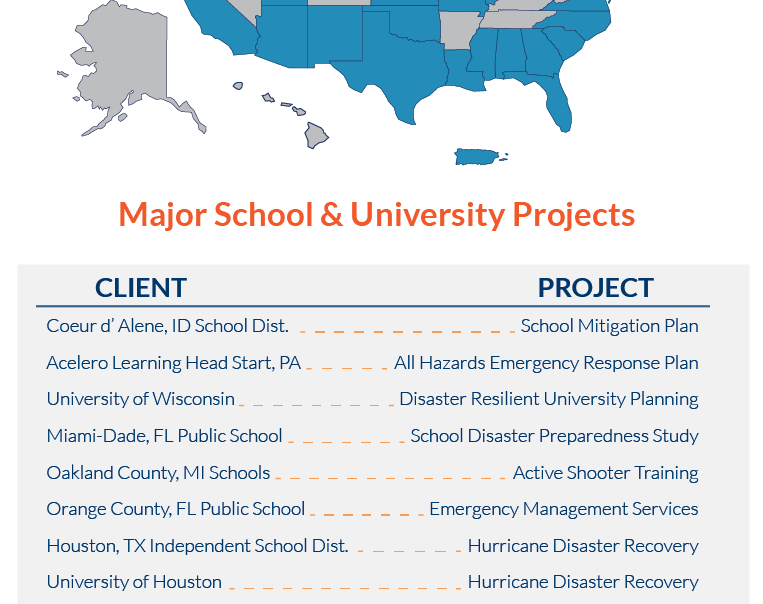 Major School & University Projects
CLIENT PROJECT
Coeur d' Alene, ID School Dist. School Mitigation Plan
Acelero Learning Head Start, PA All Hazards Emergency Response Plan
University of Wisconsin Disaster Resilient University Planning
Miami-Dade, FL Public School School Disaster Preparedness Study
Oakland County, MI Schools Active Shooter Training
Orange County, FL Public School Emergency Management Services
Houston, TX Independent School Dist. Hurricane Disaster Recovery
University of Houston Hurricane Disaster Recovery